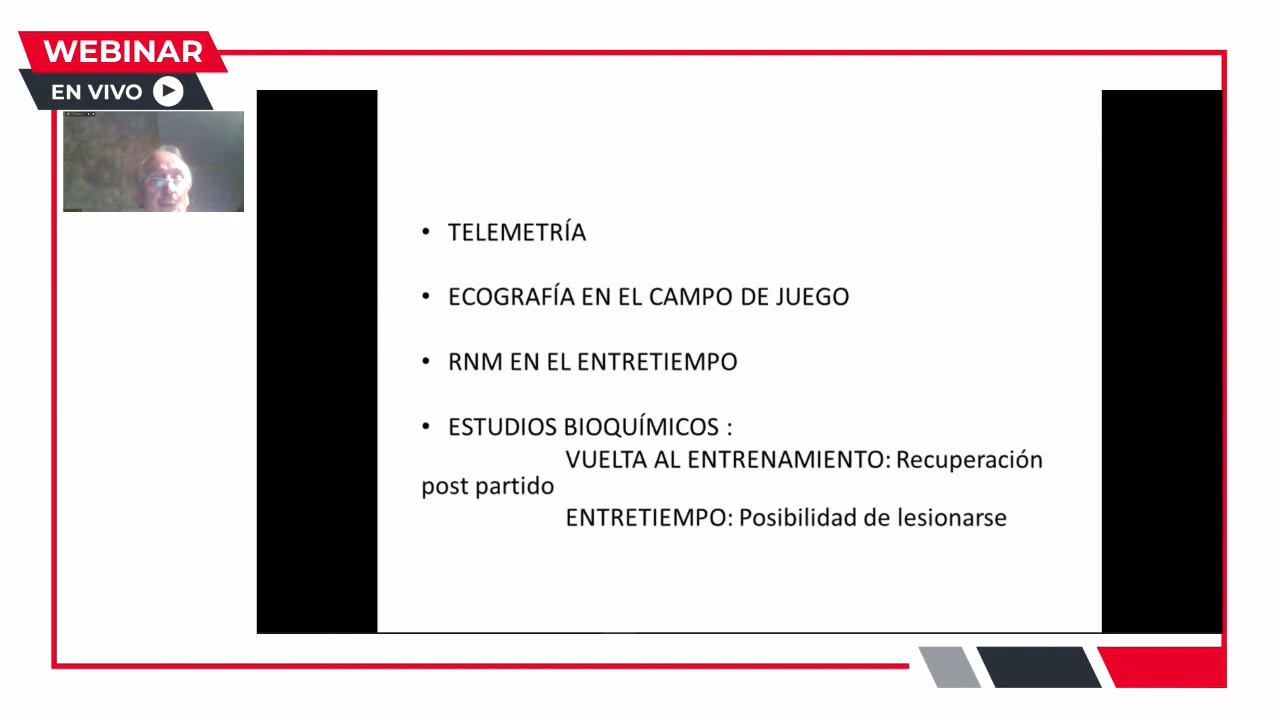 WEBINAR
EN VIVO
• TELEMETRÍA
• ECOGRAFÍA EN EL CAMPO DE JUEGO
• RNM EN EL ENTRETIEMPO
• ESTUDIOS BIOQUÍMICOS :
VUELTA AL ENTRENAMIENTO: Recuperación
post partido
ENTRETIEMPO: Posibilidad de lesionarse